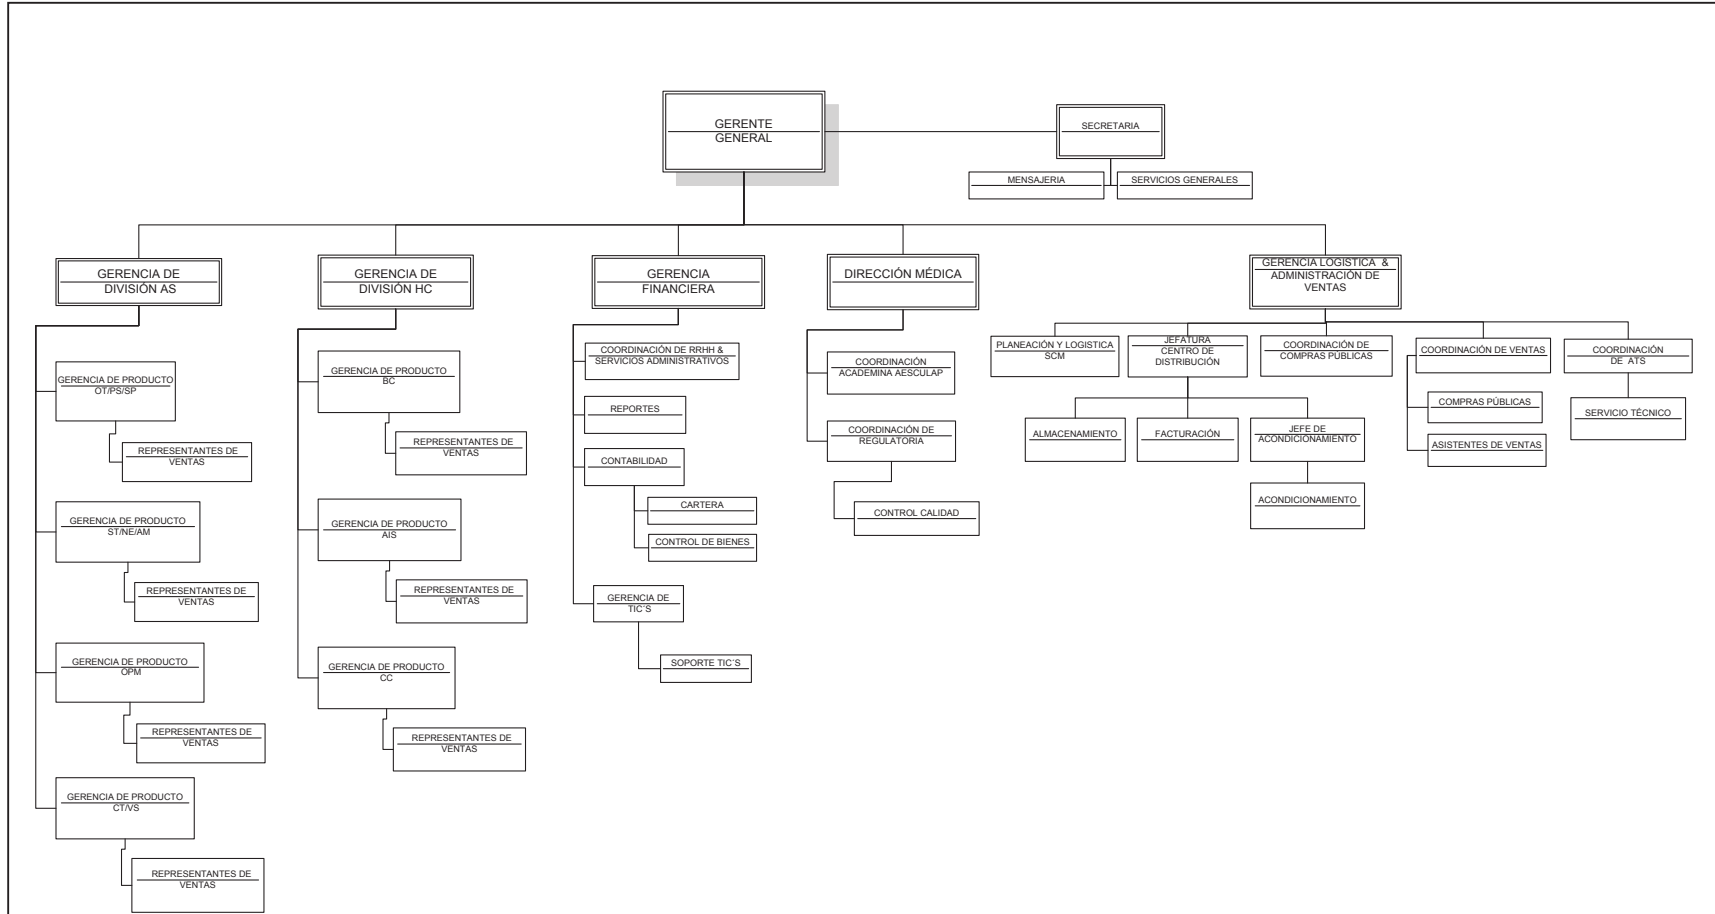 GERENTE
GENERAL
SECRETARIA
MENSAJERIA
SERVICIOS GENERALES
GERENCIA DE
DIVISIÓN AS
GERENCIA DE PRODUCTO
OT/PS/SP
REPRESENTANTES DE
VENTAS
GERENCIA DE PRODUCTO
ST/NE/AM
REPRESENTANTES DE
VENTAS
GERENCIA DE PRODUCTO
OPM
REPRESENTANTES DE
VENTAS
GERENCIA DE PRODUCTO
CT/VS
REPRESENTANTES DE
VENTAS
GERENCIA DE
DIVISIÓN HC
GERENCIA DE PRODUCTO
BC
REPRESENTANTES DE
VENTAS
GERENCIA DE PRODUCTO
AIS
REPRESENTANTES DE
VENTAS
GERENCIA DE PRODUCTO
CC
REPRESENTANTES DE
VENTAS
GERENCIA
FINANCIERA
COORDINACIÓN DE RRHH &
SERVICIOS ADMINISTRATIVOS
REPORTES
CONTABILIDAD
CARTERA
CONTROL DE BIENES
GERENCIA DE
TIC´S
SOPORTE TIC´S
DIRECCIÓN MÉDICA
COORDINACIÓN
ACADEMINA AESCULAP
COORDINACIÓN DE
REGULATORIA
CONTROL CALIDAD
GERENCIA LOGISTICA &
ADMINISTRACIÓN DE
VENTAS
PLANEACIÓN Y LOGISTICA
SCM
JEFATURA
CENTRO DE
DISTRIBUCIÓN
ALMACENAMIENTO
FACTURACIÓN
JEFE DE
ACONDICIONAMIENTO
ACONDICIONAMIENTO
COORDINACIÓN DE
COMPRAS PÚBLICAS
COORDINACIÓN DE VENTAS
COMPRAS PÚBLICAS
ASISTENTES DE VENTAS
COORDINACIÓN
DE ATS
SERVICIO TÉCNICO